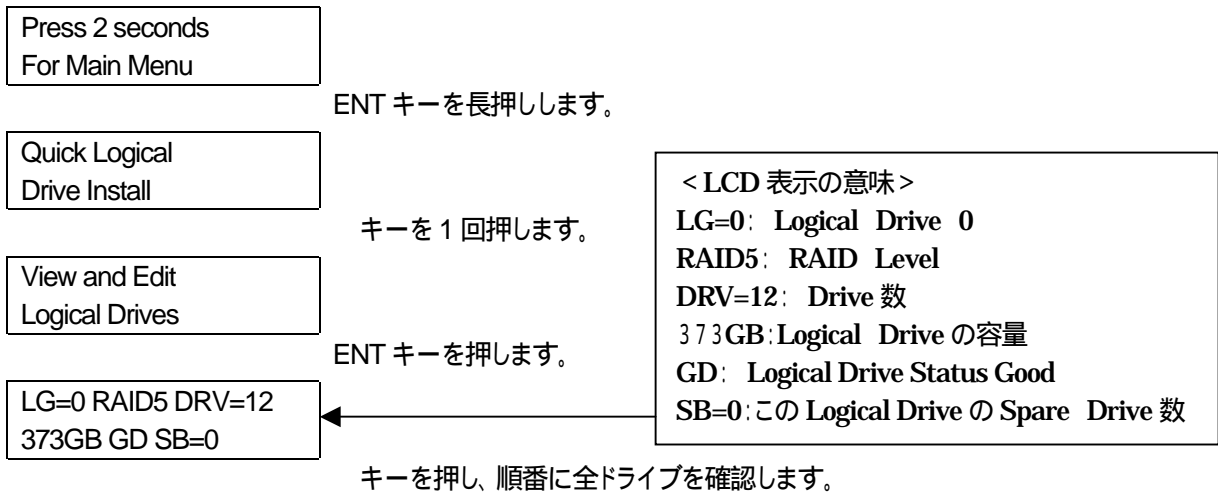 Press 2 seconds
For Main Menu
ENT キーを長押しします。
Quick Logical
Drive Install
キーを 1 回押します。
View and Edit
Logical Drives
ENT キーを押します。
LG=0 RAID5 DRV=12
373GB GD SB=0
<LCD 表示の意味>
LG=0: Logical Drive 0
RAID5: RAID Level
DRV=12: Drive 数
373GB:Logical Drive の容量
GD: Logical Drive Status Good
SB=0:この Logical Drive の Spare Drive 数
キーを押し、順番に全ドライブを確認します。